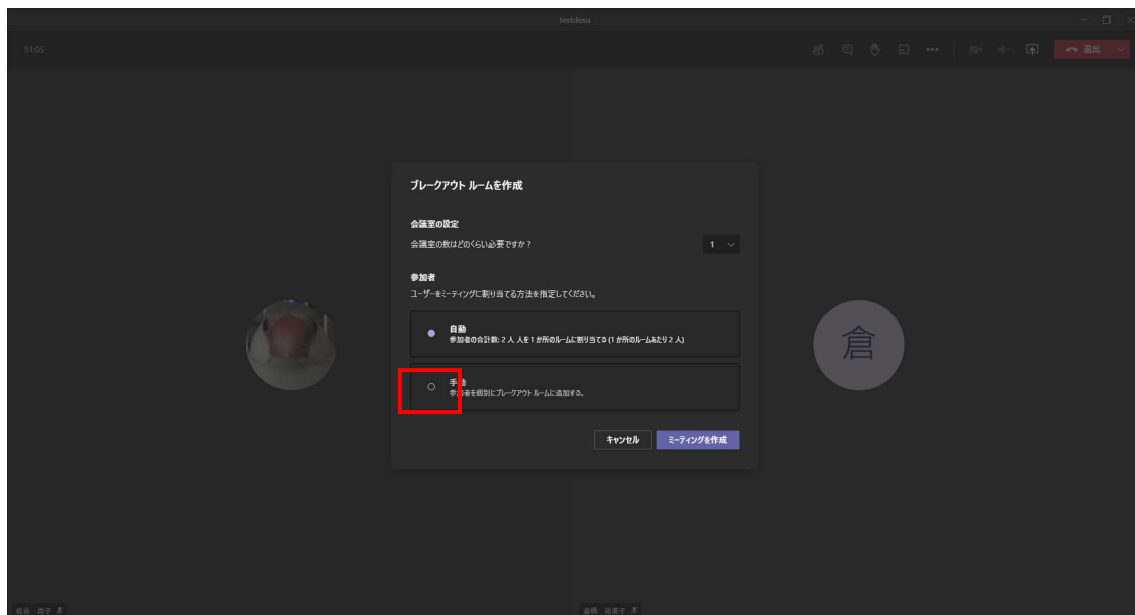 testdesu
51:05
退出
ブレークアウト ルームを作成
会議室の設定
会議室の数はどのくらい必要ですか?
1
参加者
ユーザーをミーティングに割り当てる方法を指定してください。
自動
参加者の合計数: 2 人 人を 1 か所のルームに割り当てる (1 か所のルームあたり 2 人)
手動
参加者を個別にブレークアウト ルームに追加する。
キャンセル
ミーティングを作成
倉